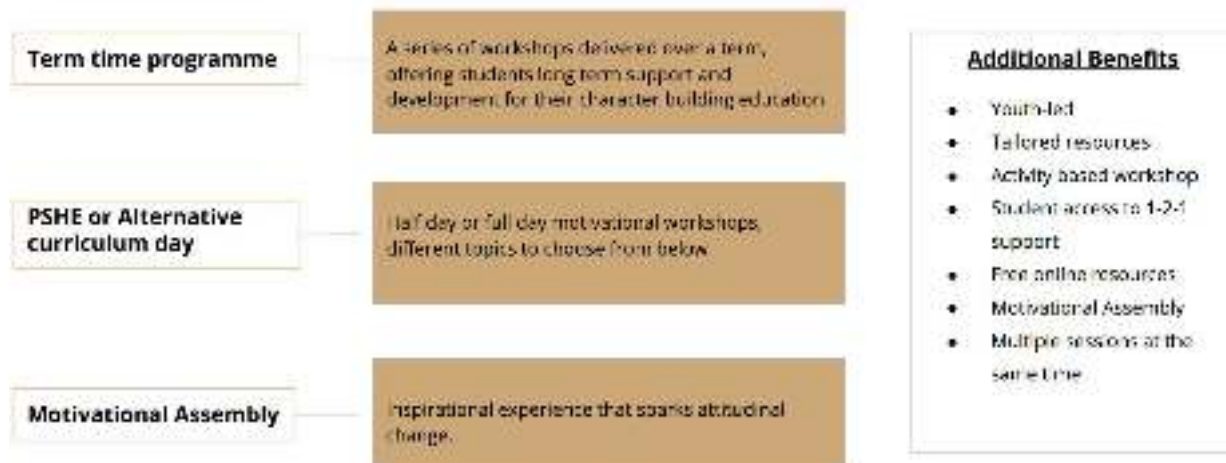 Term time programme
A series of workshops delivered over a term,
offering students long term support and
development for their character building education
PSHE or Alternative
curriculum day
Half day or full day motivational workshops,
different topics to choose from below
Motivational Assembly
Inspirational experience that sparks attitudinal
change.
Additional Benefits
● Youth-led
● Tailored resources
● Activity based workshop
● Student access to 1-2-1
support
● Free online resources
● Motivational Assembly
● Multiple sessions at the
same time